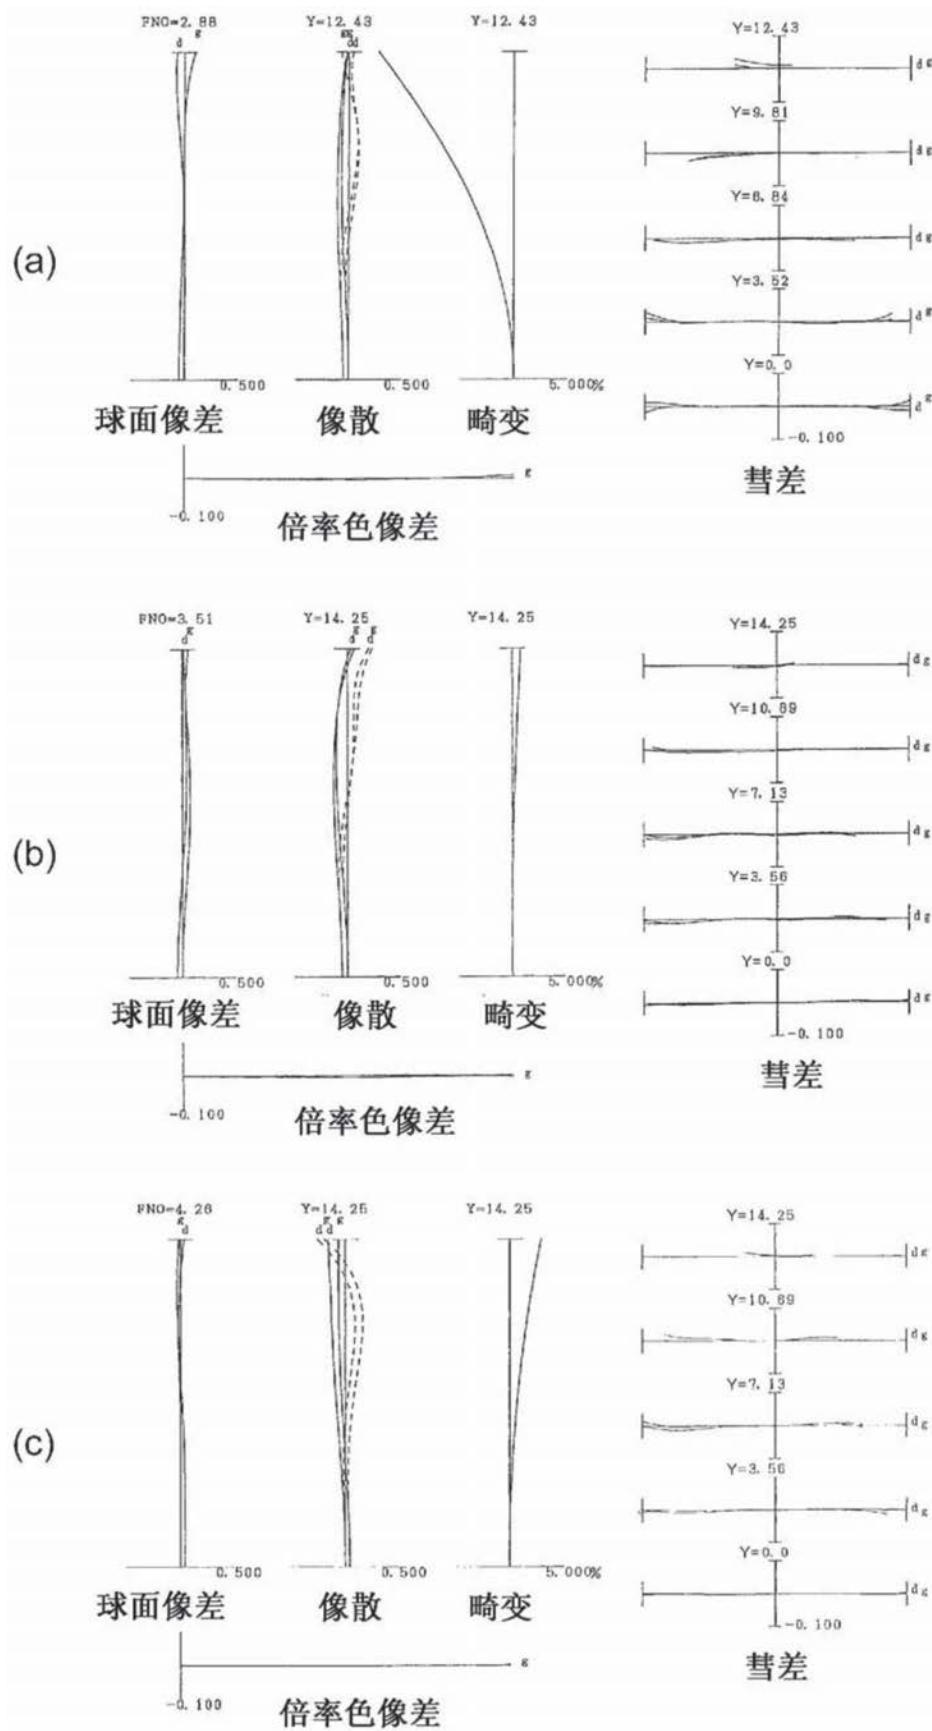 (a)
FNO=2.88
d g
Y=12.43
g g d d
Y=12.43
0.500
0.500
5.000%
球面像差
像散
畸变
-0.100
g
倍率色像差
Y=12.43
d g
Y=9.81
d g
Y=6.84
d g
Y=3.52
d g
Y=0.0
d g
-0.100
彗差
(b)
FNO=3.51
d g
Y=14.25
d g d g
Y=14.25
0.500
0.500
5.000%
球面像差
像散
畸变
-0.100
g
倍率色像差
Y=14.25
d g
Y=10.69
d g
Y=7.13
d g
Y=3.56
d g
Y=0.0
d g
-0.100
彗差
(c)
FNO=4.26
g d
Y=14.25
d g d g
Y=14.25
0.500
0.500
5.000%
球面像差
像散
畸变
-0.100
g
倍率色像差
Y=14.25
d g
Y=10.69
d g
Y=7.13
d g
Y=3.56
d g
Y=0.0
d g
-0.100
彗差